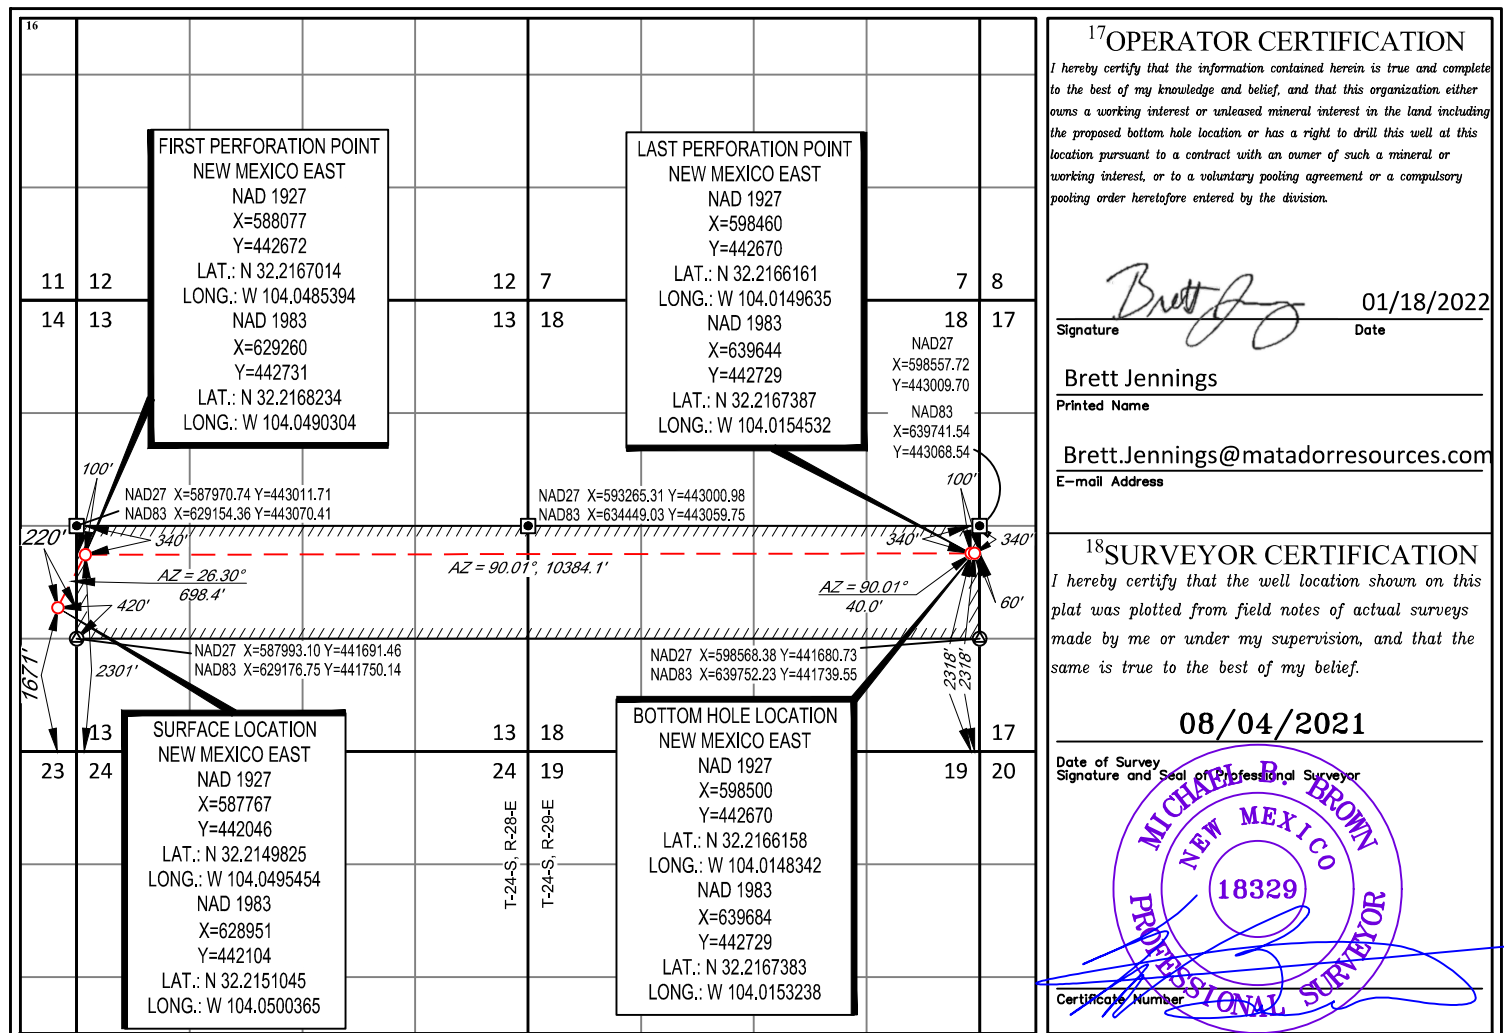 16
FIRST PERFORATION POINT
NEW MEXICO EAST
NAD 1927
X=588077
Y=442672
LAT.: N 32.2167014
LONG.: W 104.0485394
NAD 1983
X=629260
Y=442731
LAT.: N 32.2168234
LONG.: W 104.0490304
LAST PERFORATION POINT
NEW MEXICO EAST
NAD 1927
X=598460
Y=442670
LAT.: N 32.2166161
LONG.: W 104.0149635
NAD 1983
X=639644
Y=442729
LAT.: N 32.2167387
LONG.: W 104.0154532
11 12
12 7
7 8
14 13
13 18
18 17
NAD27
X=598557.72
Y=443009.70
NAD83
X=639741.54
Y=443068.54
100'
100'
NAD27 X=587970.74 Y=443011.71
NAD83 X=629154.36 Y=443070.41
NAD27 X=593265.31 Y=443000.98
NAD83 X=634449.03 Y=443059.75
220'
340'
340'
340'
AZ = 26.30°
698.4'
AZ = 90.01°, 10384.1'
AZ = 90.01°
40.0'
420'
60'
NAD27 X=587993.10 Y=441691.46
NAD83 X=629176.75 Y=441750.14
NAD27 X=598568.38 Y=441680.73
NAD83 X=639752.23 Y=441739.55
1671'
2301'
2318'
2318'
13
13 18
17
23 24
24 19
19 20
T-24-S, R-28-E
T-24-S, R-29-E
SURFACE LOCATION
NEW MEXICO EAST
NAD 1927
X=587767
Y=442046
LAT.: N 32.2149825
LONG.: W 104.0495454
NAD 1983
X=628951
Y=442104
LAT.: N 32.2151045
LONG.: W 104.0500365
BOTTOM HOLE LOCATION
NEW MEXICO EAST
NAD 1927
X=598500
Y=442670
LAT.: N 32.2166158
LONG.: W 104.0148342
NAD 1983
X=639684
Y=442729
LAT.: N 32.2167383
LONG.: W 104.0153238
17OPERATOR CERTIFICATION
I hereby certify that the information contained herein is true and complete
to the best of my knowledge and belief, and that this organization either
owns a working interest or unleased mineral interest in the land including
the proposed bottom hole location or has a right to drill this well at this
location pursuant to a contract with an owner of such a mineral or
working interest, or to a voluntary pooling agreement or a compulsory
pooling order heretofore entered by the division.
01/18/2022
Signature Date
Brett Jennings
Printed Name
Brett.Jennings@matadorresources.com
E-mail Address
18SURVEYOR CERTIFICATION
I hereby certify that the well location shown on this
plat was plotted from field notes of actual surveys
made by me or under my supervision, and that the
same is true to the best of my belief.
08/04/2021
Date of Survey
Signature and Seal of Professional Surveyor
MICHAEL B. BROWN
NEW MEXICO
18329
PROFESSIONAL SURVEYOR
Certificate Number